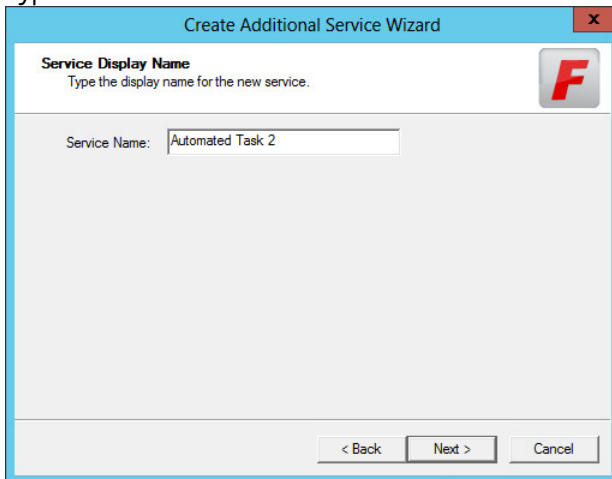 Create Additional Service Wizard
x
Service Display Name
Type the display name for the new service.
F
Service Name: Automated Task 2
< Back Next > Cancel